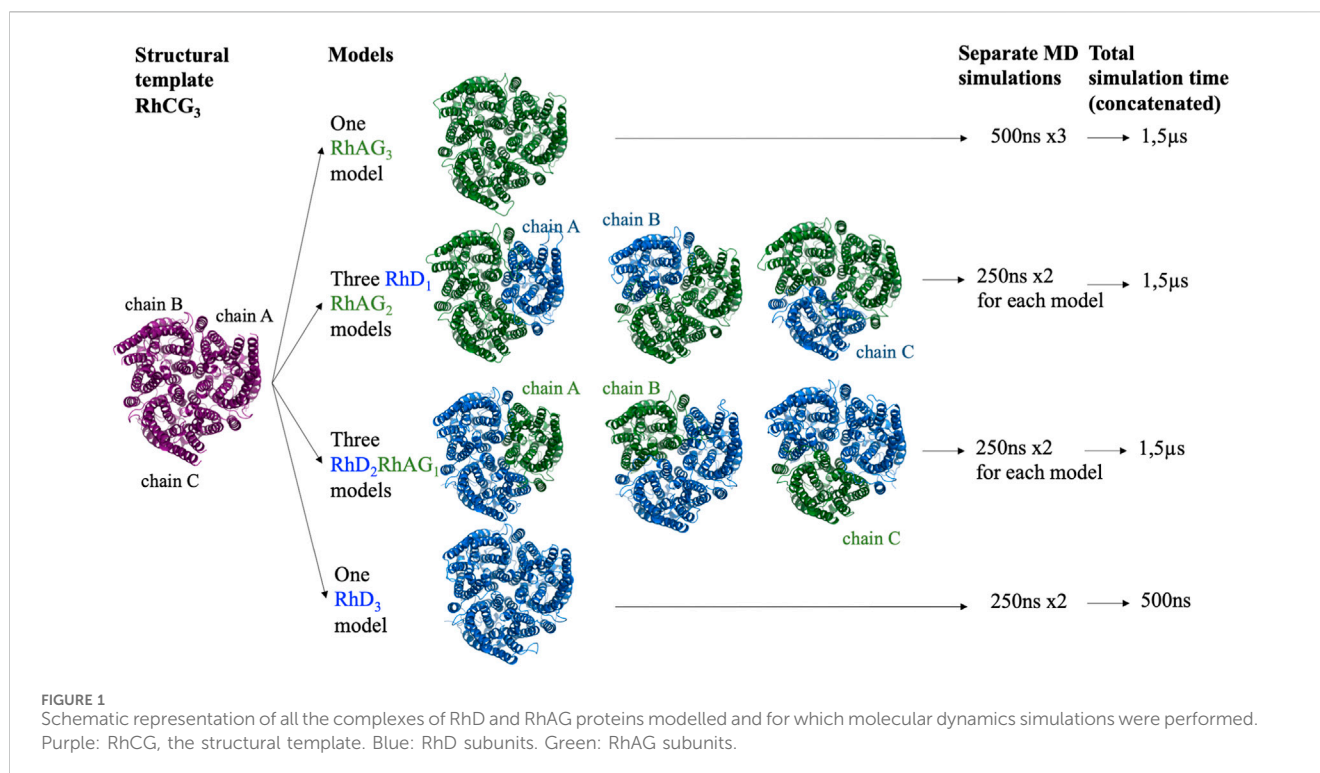 Structural
template
RhCG₃
Models
Separate MD
simulations
Total
simulation time
(concatenated)
One
RhAG₃
model
500ns x3
1,5µs
chain A
chain B
Three RhD₁
RhAG₂
models
250ns x2
for each model
1,5µs
chain C
chain B
chain A
chain C
chain A
chain B
Three
RhD₂RhAG₁
models
250ns x2
for each model
1,5µs
chain C
One
RhD₃
model
250ns x2
500ns
FIGURE 1
Schematic representation of all the complexes of RhD and RhAG proteins modelled and for which molecular dynamics simulations were performed.
Purple: RhCG, the structural template. Blue: RhD subunits. Green: RhAG subunits.